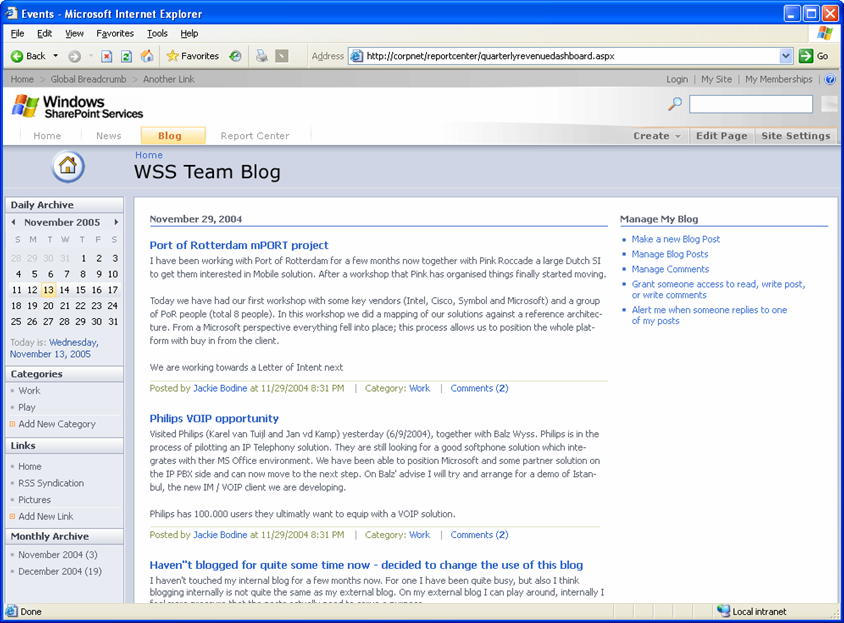 Events - Microsoft Internet Explorer
File Edit View Favorites Tools Help
Back Favorites Address http://corpnet/reportcenter/quarterlyrevenuedashboard.aspx Go
Home > Global Breadcrumb > Another Link Login | My Site | My Memberships
Windows
SharePoint Services
Home News Blog Report Center Create Edit Page Site Settings
Home
WSS Team Blog
Daily Archive
November 2005
S M T W T F S
28 29 30 31 1 2 3
4 5 6 7 8 9 10
11 12 13 14 15 16 17
18 19 20 21 22 23 24
25 26 27 28 29 30 31
Today is: Wednesday,
November 13, 2005
Categories
Work
Play
Add New Category
Links
Home
RSS Syndication
Pictures
Add New Link
Monthly Archive
November 2004 (3)
December 2004 (19)
November 29, 2004
Port of Rotterdam mPORT project
I have been working with Port of Rotterdam for a few months now together with Pink Roccade a large Dutch SI
to get them interested in Mobile solution. After a workshop that Pink has organised things finally started moving.
Today we have had our first workshop with some key vendors (Intel, Cisco, Symbol and Microsoft) and a group
of PoR people (total 8 people). In this workshop we did a mapping of our solutions against a reference architec-
ture. From a Microsoft perspective everything fell into place; this process allows us to position the whole plat-
form with buy in from the client.
We are working towards a Letter of Intent next
Posted by Jackie Bodine at 11/29/2004 8:31 PM | Category: Work | Comments (2)
Philips VOIP opportunity
Visited Philips (Karel van Tuijl and Jan vd Kamp) yesterday (6/9/2004), together with Balz Wyss. Philips is in the
process of pilotting an IP Telephony solution. They are still looking for a good softphone solution which inte-
grates with ther MS Office environment. We have been able to position Microsoft and some partner solution on
the IP PBX side and can now move to the next step. On Balz' advise I will try and arrange for a demo of Istan-
bul, the new IM / VOIP client we are developing.
Philips has 100.000 users they ultimatly want to equip with a VOIP solution.
Posted by Jackie Bodine at 11/29/2004 8:31 PM | Category: Work | Comments (2)
Haven"t blogged for quite some time now - decided to change the use of this blog
I haven't touched my internal blog for a few months now. For one I have been quite busy, but also I think
blogging internally is not quite the same as my external blog. On my external blog I can play around, internally I
Manage My Blog
Make a new Blog Post
Manage Blog Posts
Manage Comments
Grant someone access to read, write post,
or write comments
Alert me when someone replies to one
of my posts
Done Local intranet